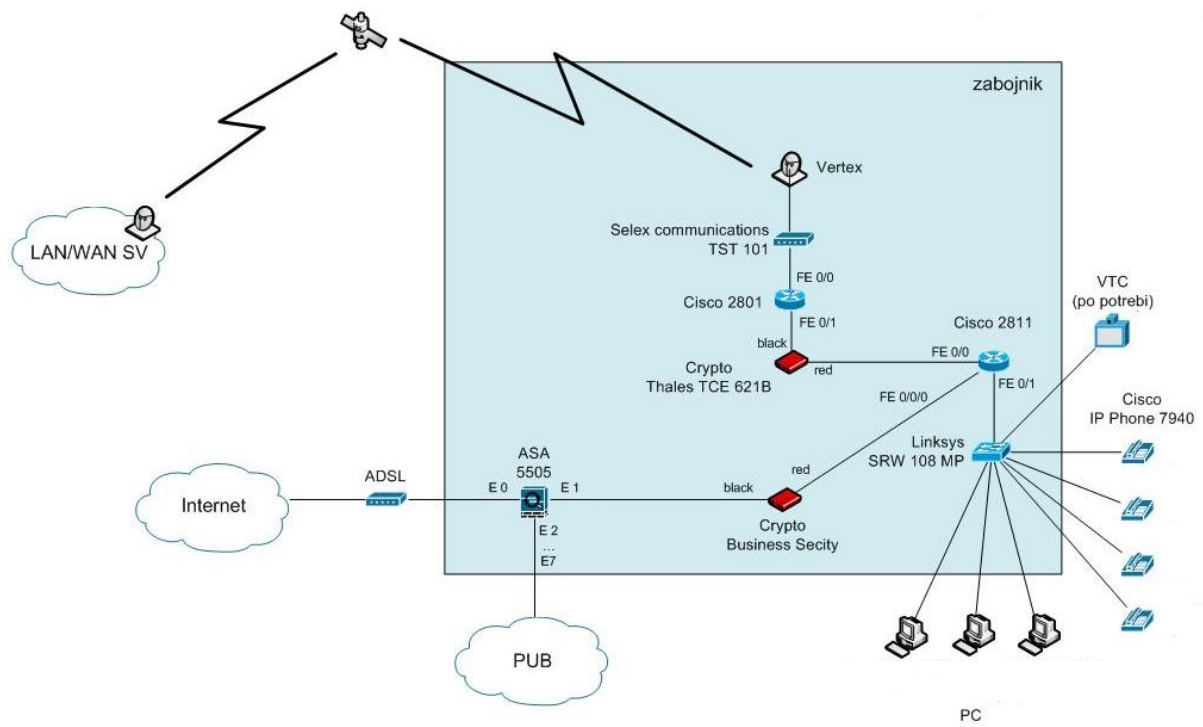 zabojnik
Vertex
LAN/WAN SV
Selex communications
TST 101
FE 0/0
Cisco 2801
FE 0/1
black
Crypto
Thales TCE 621B
red
VTC
(po potrebi)
Cisco 2811
FE 0/0
FE 0/1
FE 0/0/0
Cisco
IP Phone 7940
Linksys
SRW 108 MP
Internet
ADSL
ASA
5505
E 0
E 1
E 2
...
E7
black
red
Crypto
Business Secity
PUB
PC